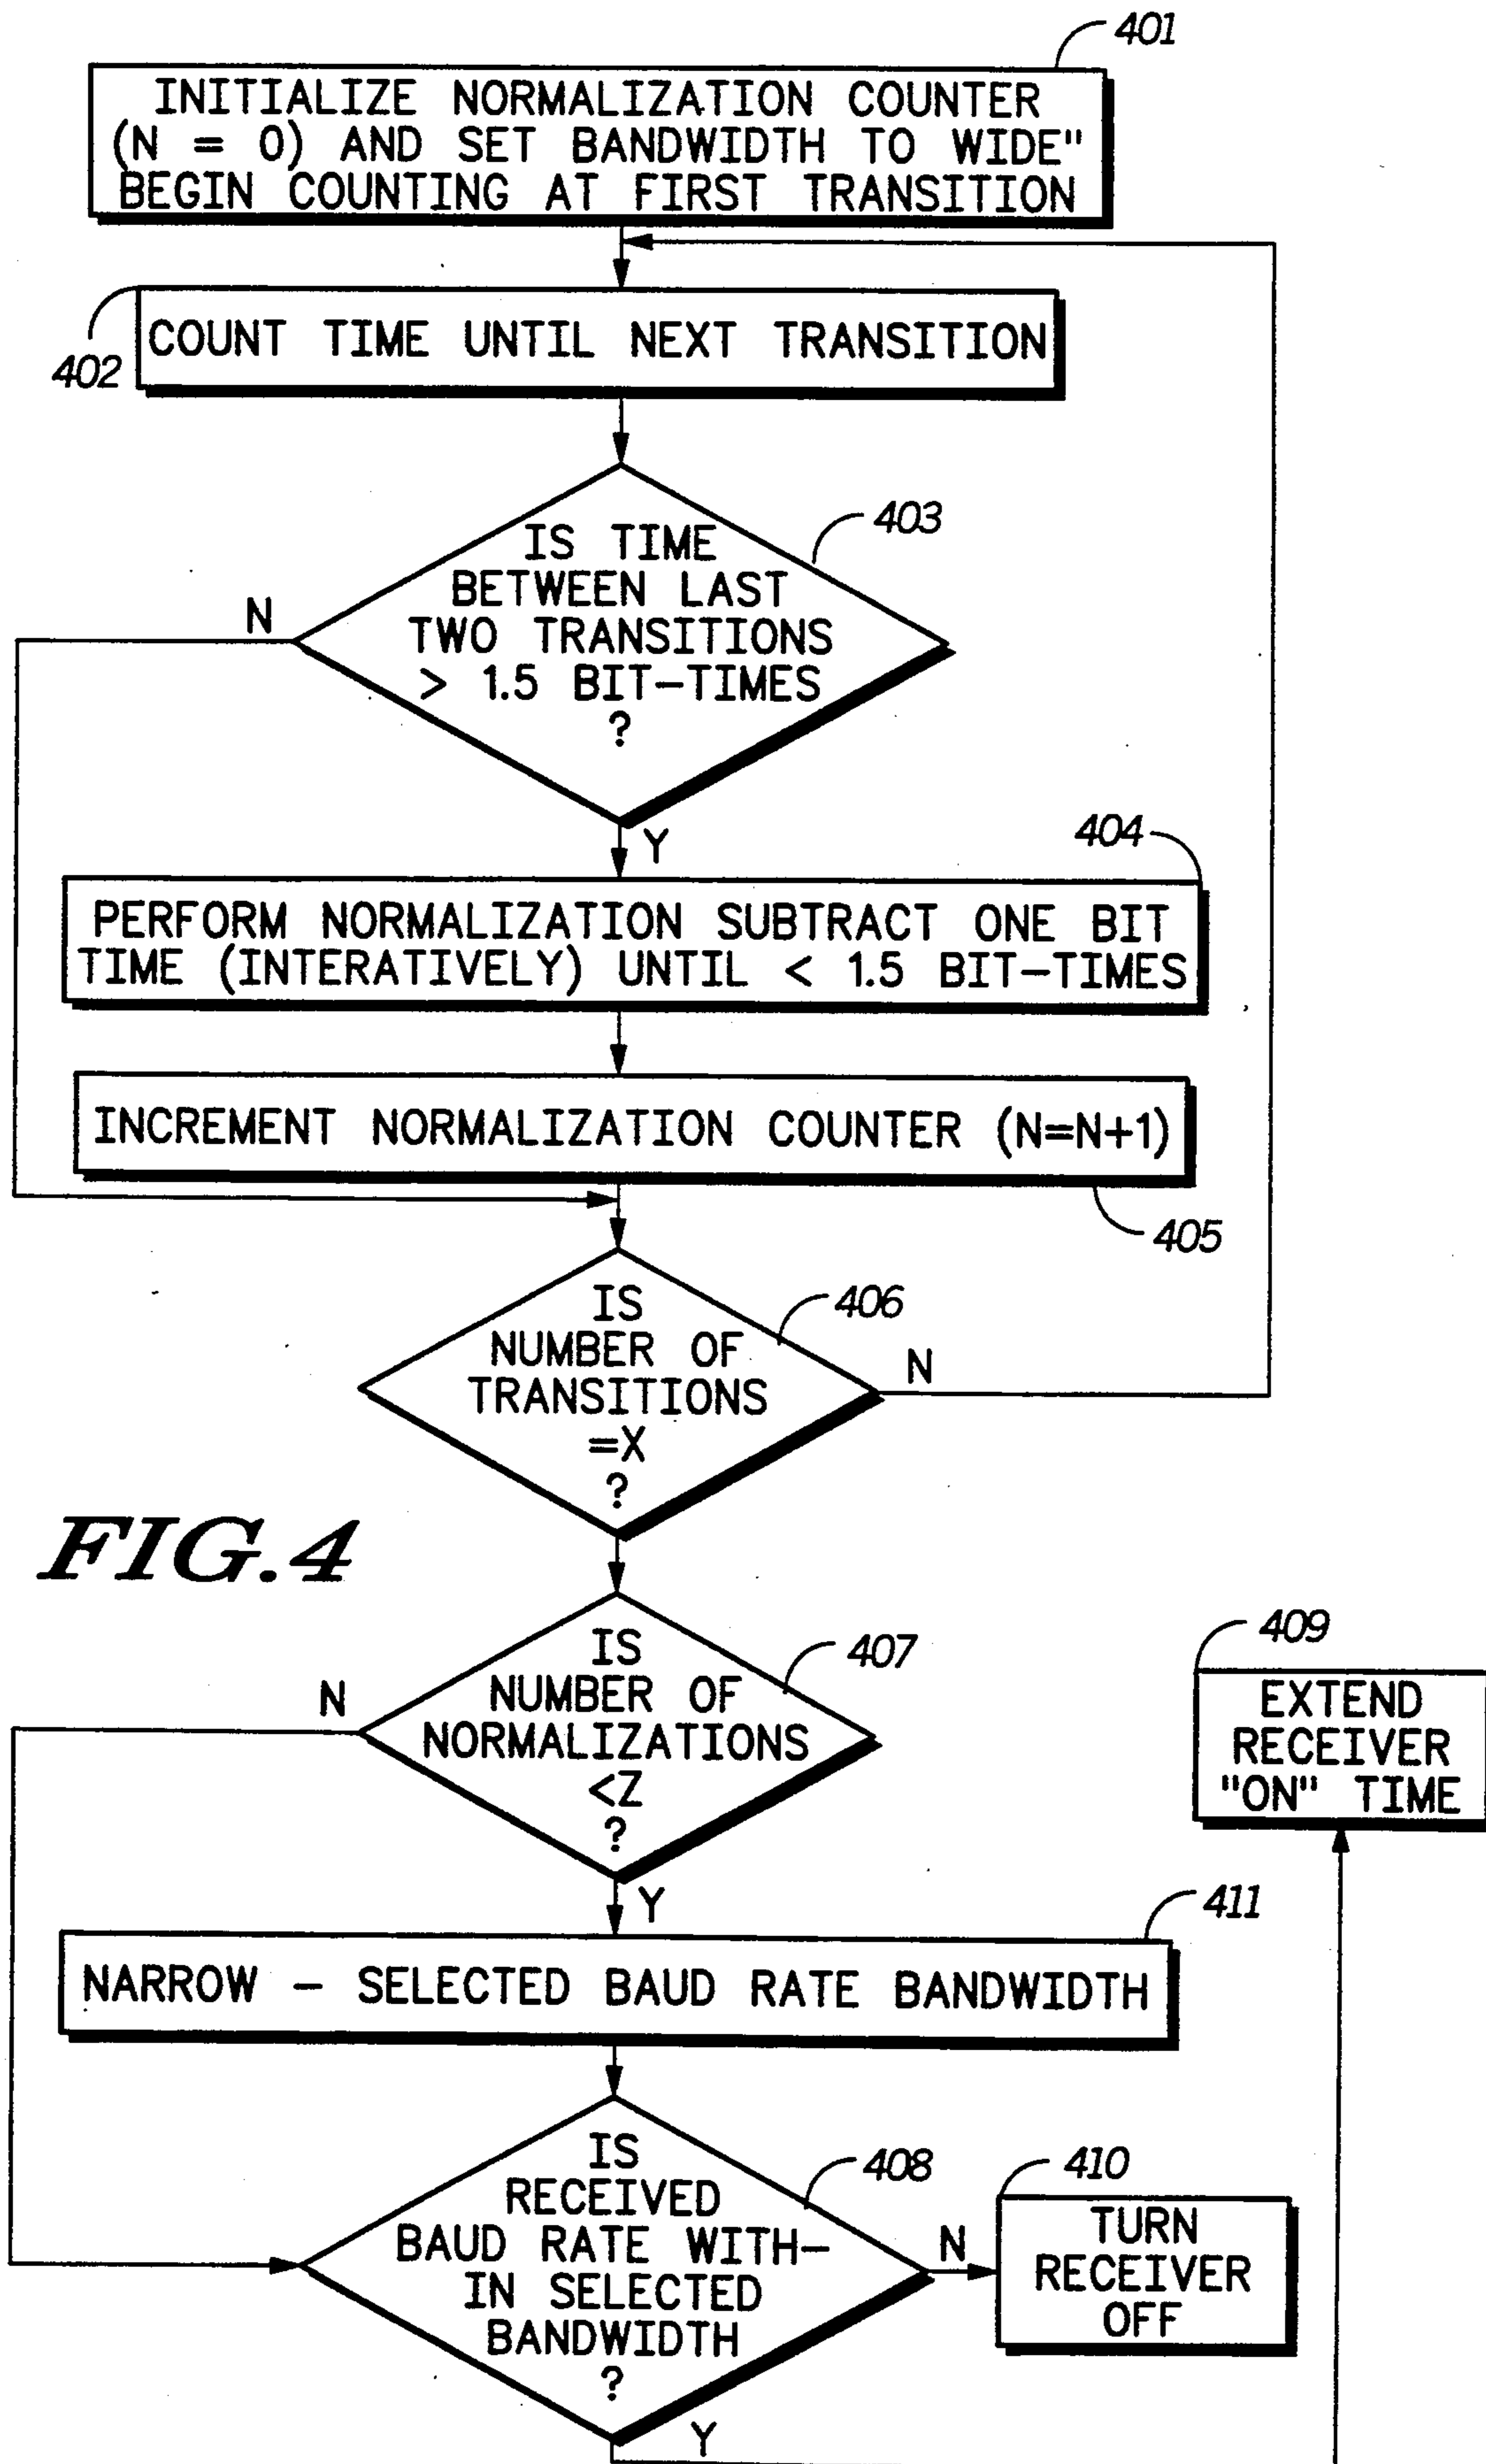 401
INITIALIZE NORMALIZATION COUNTER
(N = 0) AND SET BANDWIDTH TO WIDE"
BEGIN COUNTING AT FIRST TRANSITION
402
COUNT TIME UNTIL NEXT TRANSITION
403
IS TIME
BETWEEN LAST
TWO TRANSITIONS
> 1.5 BIT-TIMES
?
N
Y
404
PERFORM NORMALIZATION SUBTRACT ONE BIT
TIME (INTERATIVELY) UNTIL < 1.5 BIT-TIMES
INCREMENT NORMALIZATION COUNTER (N=N+1)
405
IS
NUMBER OF
TRANSITIONS
=X
?
406
N
FIG.4
IS
NUMBER OF
NORMALIZATIONS
<Z
?
407
N
Y
409
EXTEND
RECEIVER
"ON" TIME
411
NARROW - SELECTED BAUD RATE BANDWIDTH
IS
RECEIVED
BAUD RATE WITH-
IN SELECTED
BANDWIDTH
?
408
N
Y
410
TURN
RECEIVER
OFF